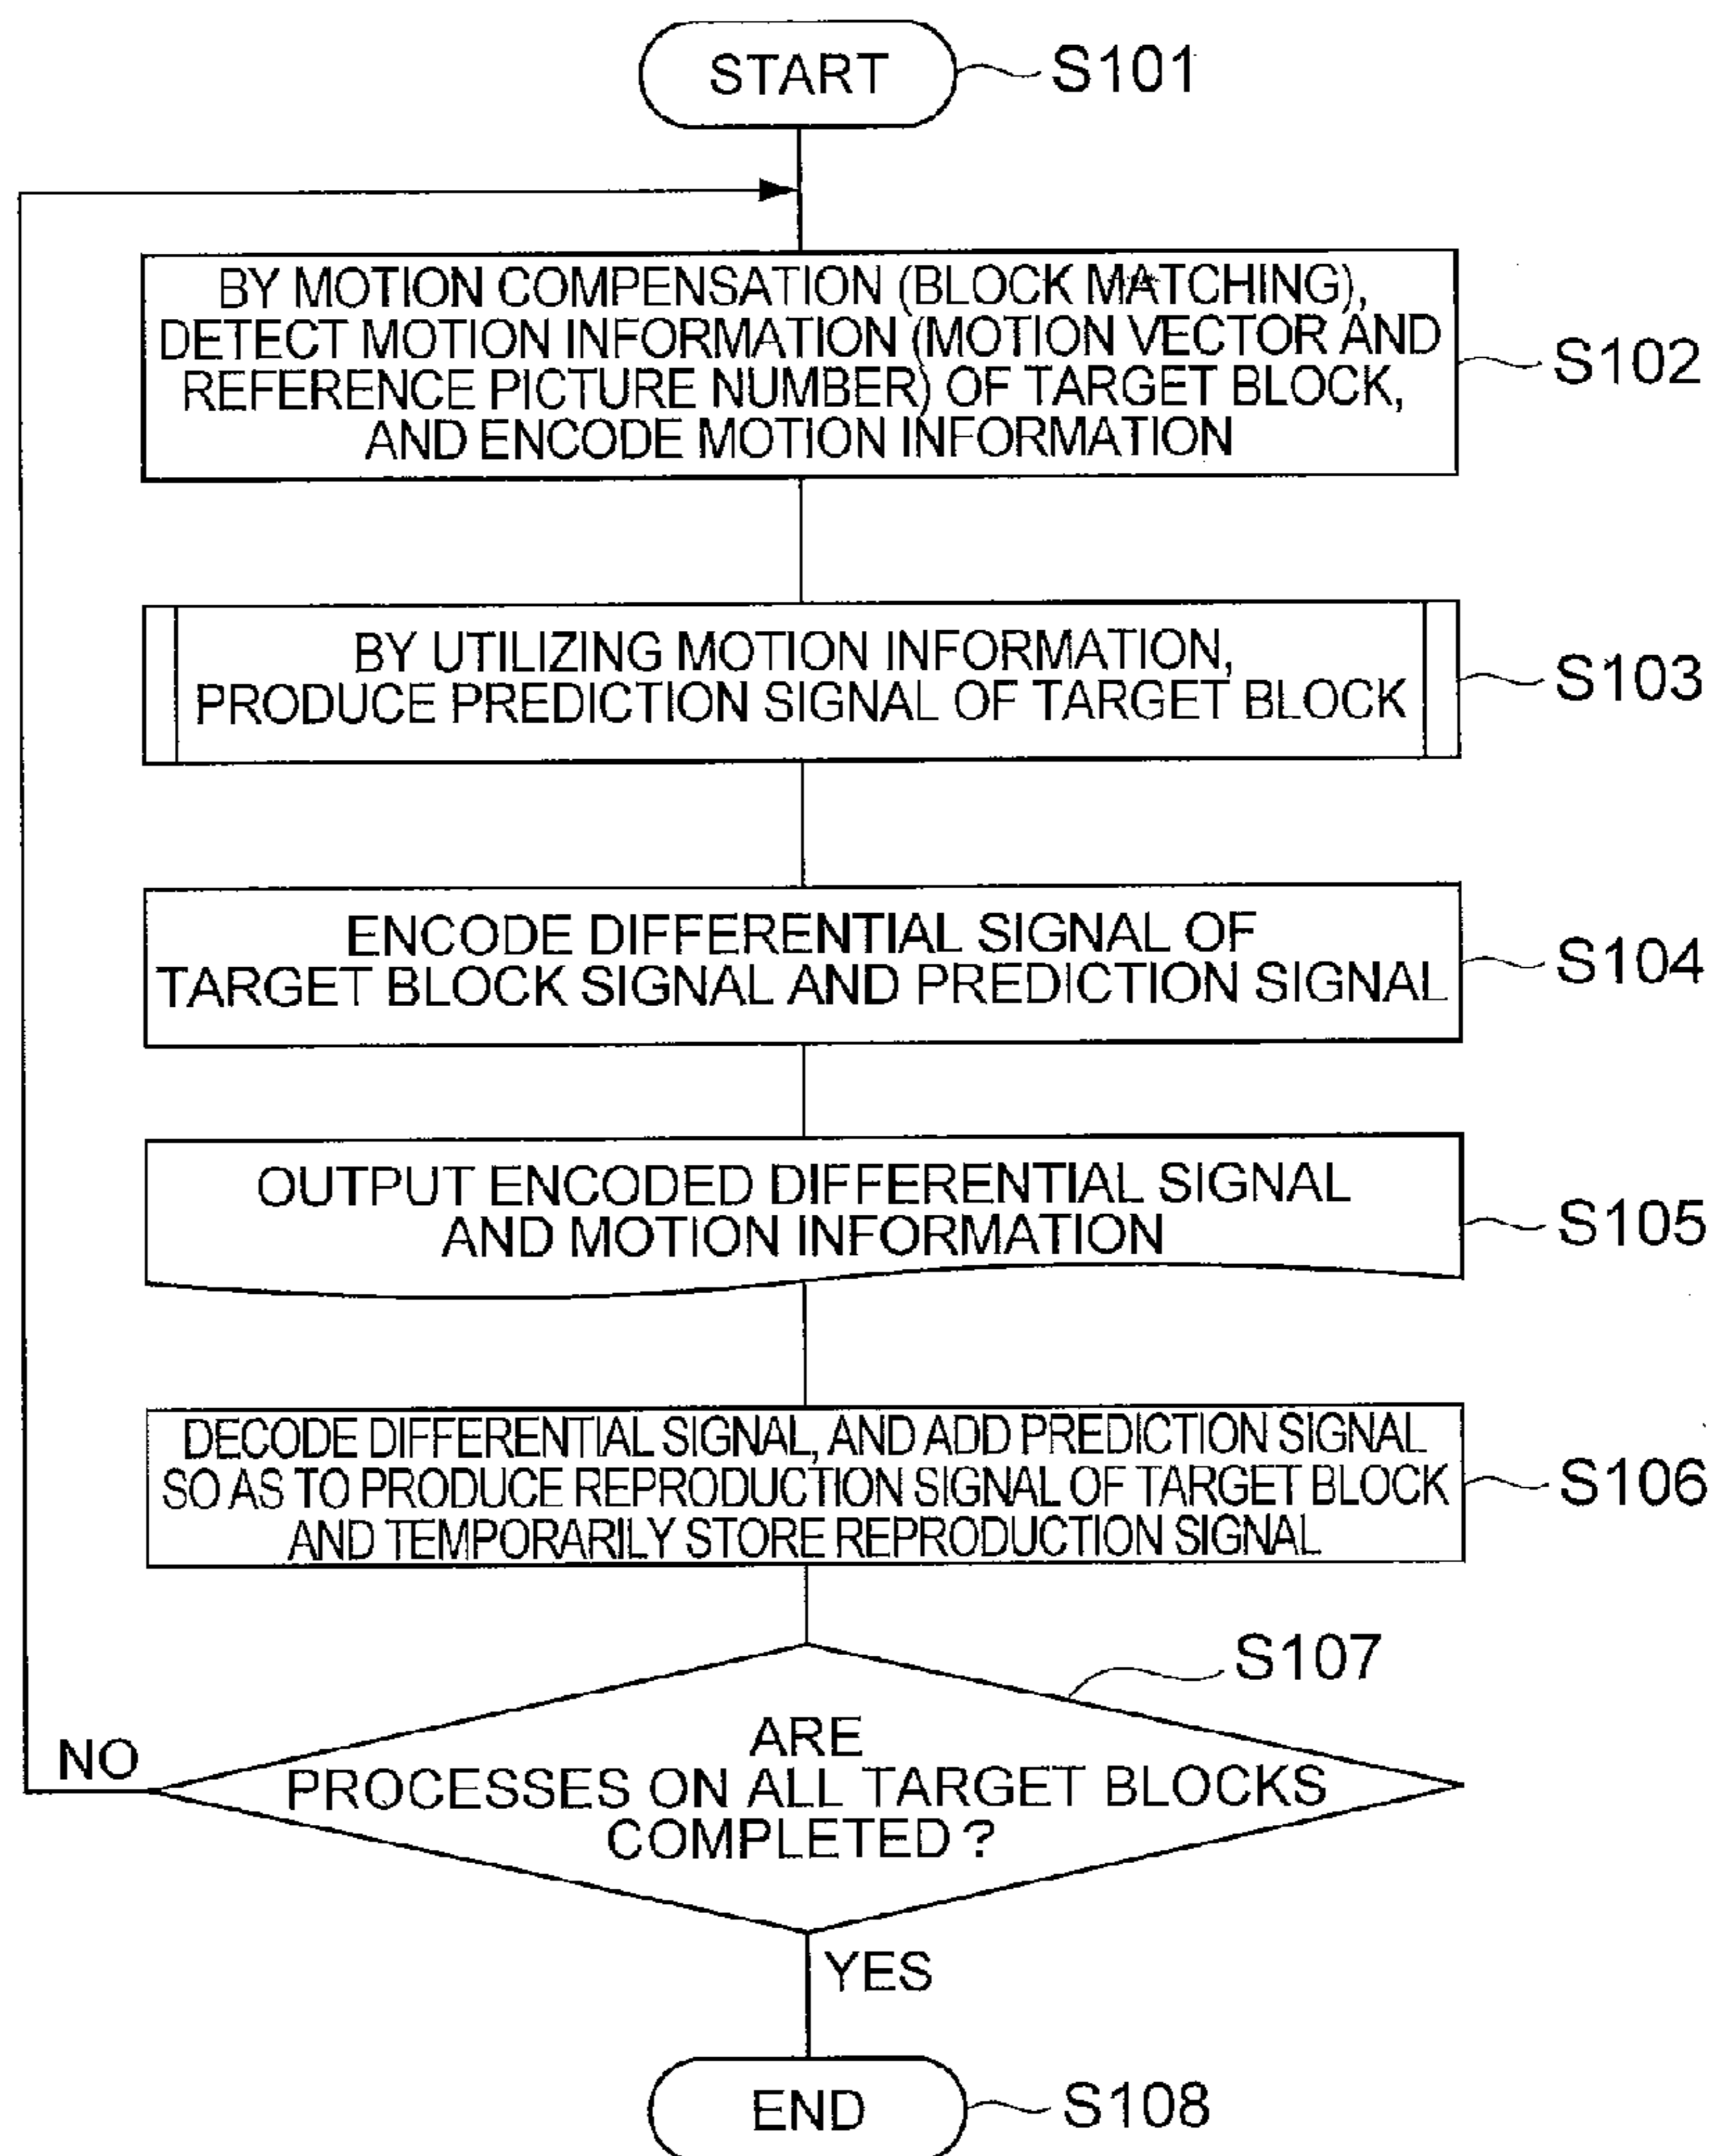 START
S101
BY MOTION COMPENSATION (BLOCK MATCHING),
DETECT MOTION INFORMATION (MOTION VECTOR AND
REFERENCE PICTURE NUMBER) OF TARGET BLOCK,
AND ENCODE MOTION INFORMATION
S102
BY UTILIZING MOTION INFORMATION,
PRODUCE PREDICTION SIGNAL OF TARGET BLOCK
S103
ENCODE DIFFERENTIAL SIGNAL OF
TARGET BLOCK SIGNAL AND PREDICTION SIGNAL
S104
OUTPUT ENCODED DIFFERENTIAL SIGNAL
AND MOTION INFORMATION
S105
DECODE DIFFERENTIAL SIGNAL, AND ADD PREDICTION SIGNAL
SO AS TO PRODUCE REPRODUCTION SIGNAL OF TARGET BLOCK
AND TEMPORARILY STORE REPRODUCTION SIGNAL
S106
S107
ARE
PROCESSES ON ALL TARGET BLOCKS
COMPLETED ?
NO
YES
END
S108